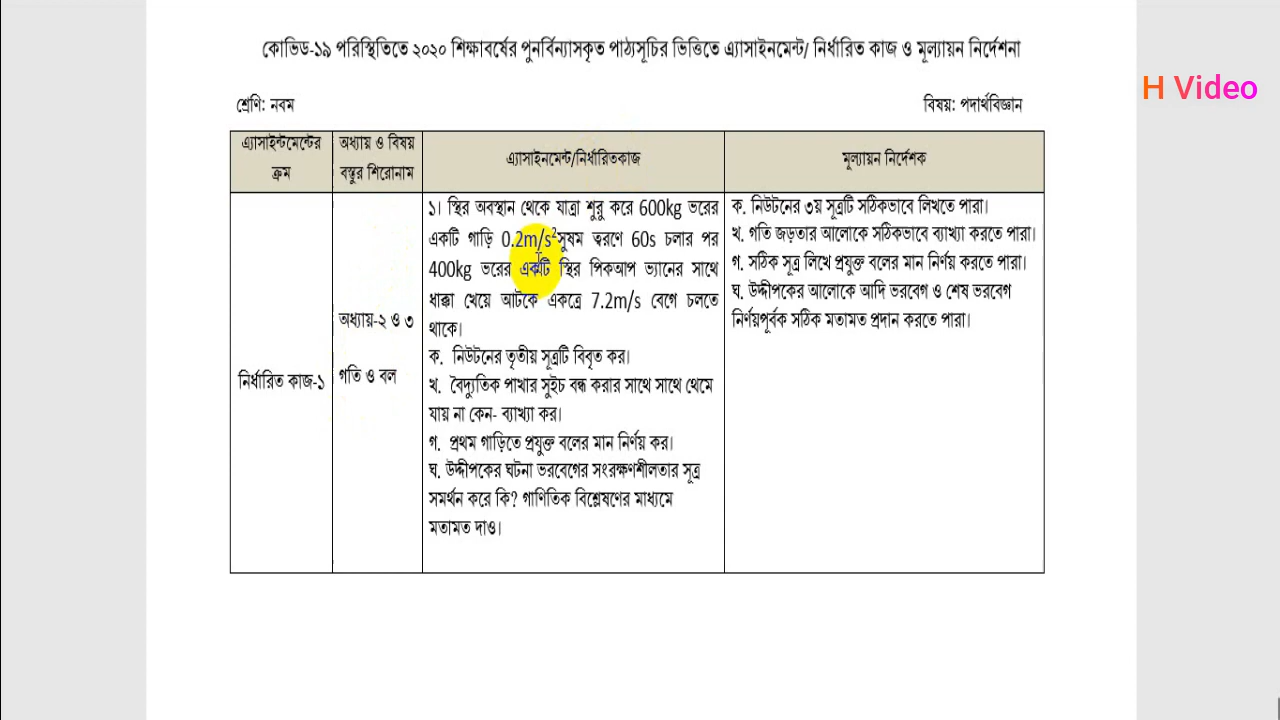 কোভিড-১৯ পরিস্থিতিতে ২০২০ শিক্ষাবর্ষের পুনর্বিন্যাসকৃত পাঠ্যসূচির ভিত্তিতে এ্যাসাইনমেন্ট/ নির্ধারিত কাজ ও মূল্যায়ন নির্দেশনা
H Video
শ্রেণি: নবম
বিষয়: পদার্থবিজ্ঞান
এ্যাসাইন্টমেন্টের
ক্রম
অধ্যায় ও বিষয়
বস্তুর শিরোনাম
এ্যাসাইনমেন্ট/নির্ধারিতকাজ
মূল্যায়ন নির্দেশক
নির্ধারিত কাজ-১
অধ্যায়-২ ও ৩
গতি ও বল
১। স্থির অবস্থান থেকে যাত্রা শুরু করে 600kg ভরের
একটি গাড়ি 0.2m/s²সুষম ত্বরণে 60s চলার পর
400kg ভরের একটি স্থির পিকআপ ভ্যানের সাথে
ধাক্কা খেয়ে আটকে একত্রে 7.2m/s বেগে চলতে
থাকে।
ক. নিউটনের তৃতীয় সূত্রটি বিবৃত কর।
খ. বৈদ্যুতিক পাখার সুইচ বন্ধ করার সাথে সাথে থেমে
যায় না কেন- ব্যাখ্যা কর।
গ. প্রথম গাড়িতে প্রযুক্ত বলের মান নির্ণয় কর।
ঘ. উদ্দীপকের ঘটনা ভরবেগের সংরক্ষণশীলতার সূত্র
সমর্থন করে কি? গাণিতিক বিশ্লেষণের মাধ্যমে
মতামত দাও।
ক. নিউটনের ৩য় সূত্রটি সঠিকভাবে লিখতে পারা।
খ. গতি জড়তার আলোকে সঠিকভাবে ব্যাখ্যা করতে পারা।
গ. সঠিক সূত্র লিখে প্রযুক্ত বলের মান নির্ণয় করতে পারা।
ঘ. উদ্দীপকের আলোকে আদি ভরবেগ ও শেষ ভরবেগ
নির্ণয়পূর্বক সঠিক মতামত প্রদান করতে পারা।